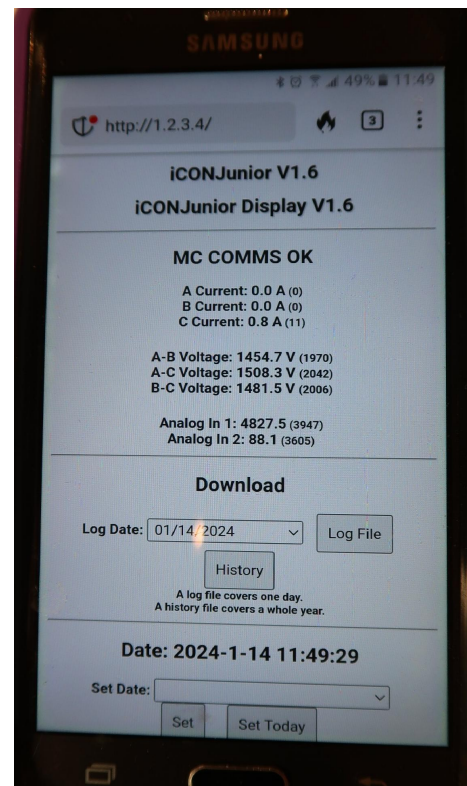 SAMSUNG
49% 11:49
http://1.2.3.4/
3
iCONJunior V1.6
iCONJunior Display V1.6
MC COMMS OK
A Current: 0.0 A (0)
B Current: 0.0 A (0)
C Current: 0.8 A (11)
A-B Voltage: 1454.7 V (1970)
A-C Voltage: 1508.3 V (2042)
B-C Voltage: 1481.5 V (2006)
Analog In 1: 4827.5 (3947)
Analog In 2: 88.1 (3605)
Download
Log Date: 01/14/2024 Log File
History
A log file covers one day.
A history file covers a whole year.
Date: 2024-1-14 11:49:29
Set Date:
Set Set Today